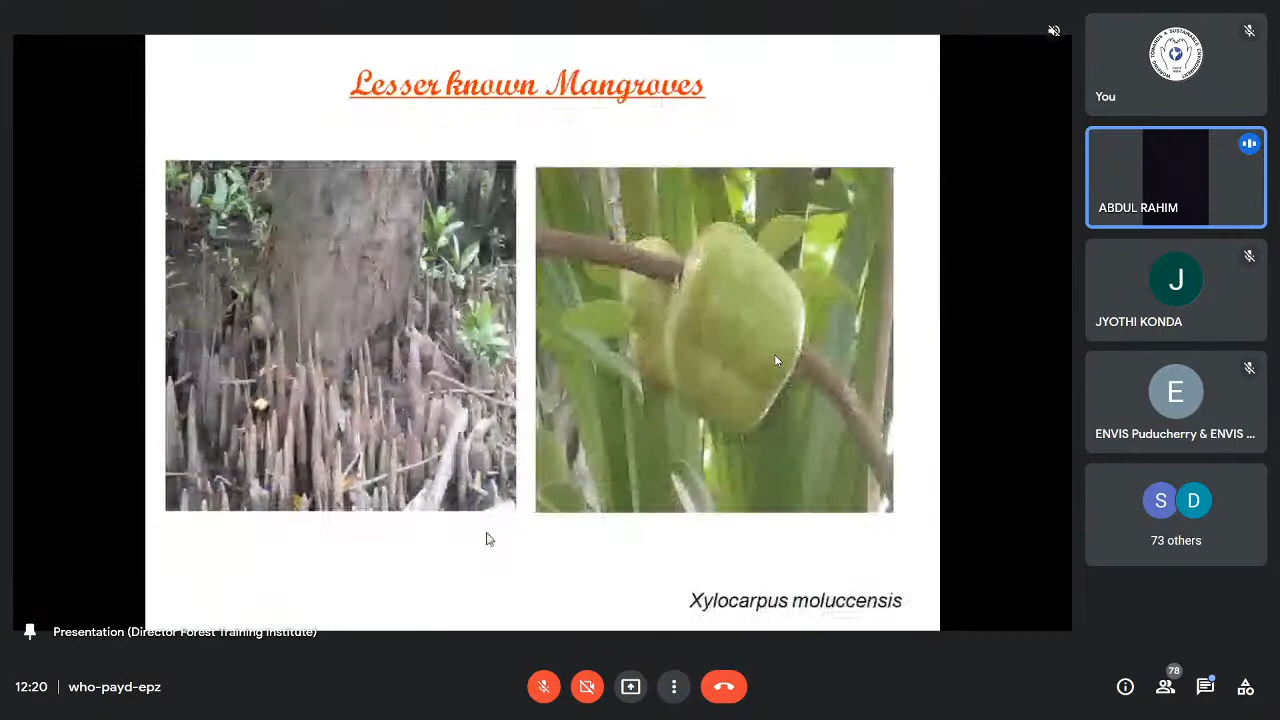 Lesser known Mangroves
Xylocarpus moluccensis
Presentation (Director Forest Training Institute)
12:20 | who-payd-epz
You
ABDUL RAHIM
J
JYOTHI KONDA
E
ENVIS Puducherry & ENVIS ...
S D
73 others
78